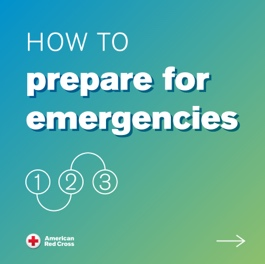 HOW TO
prepare for
emergencies
1 2 3
American
Red Cross